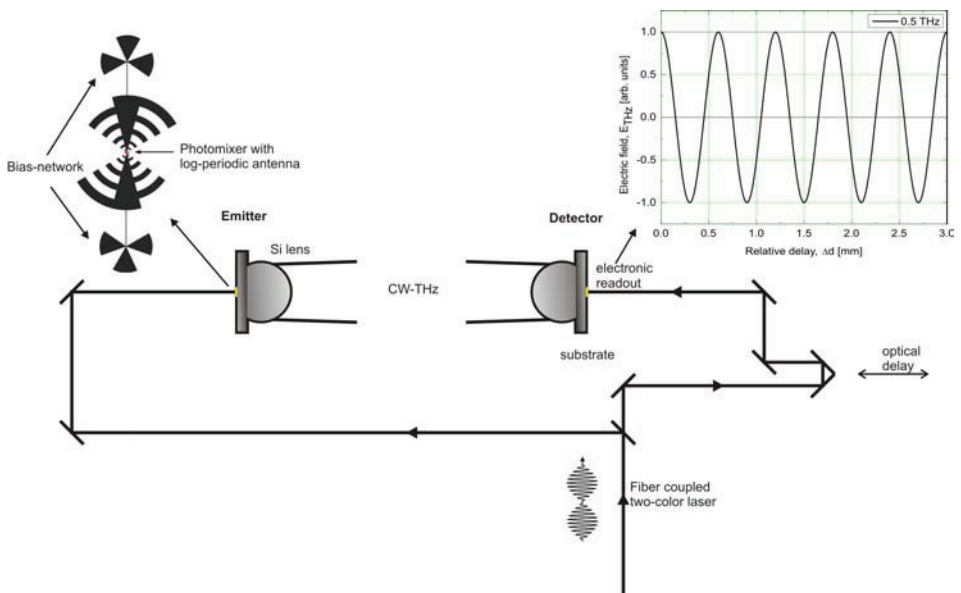 Bias-network
Photomixer with
log-periodic antenna
Emitter
Si lens
CW-THz
Detector
electronic
readout
substrate
optical
delay
Fiber coupled
two-color laser
0.5 THz
Electric field, E_THz [arb. units]
1.0
0.5
0.0
-0.5
-1.0
0.0 0.5 1.0 1.5 2.0 2.5 3.0
Relative delay, Δd [mm]